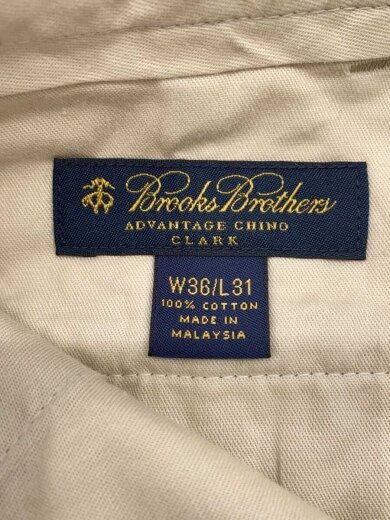 Brooks Brothers
ADVANTAGE CHINO
CLARK
W36/L31
100% COTTON
MADE IN
MALAYSIA